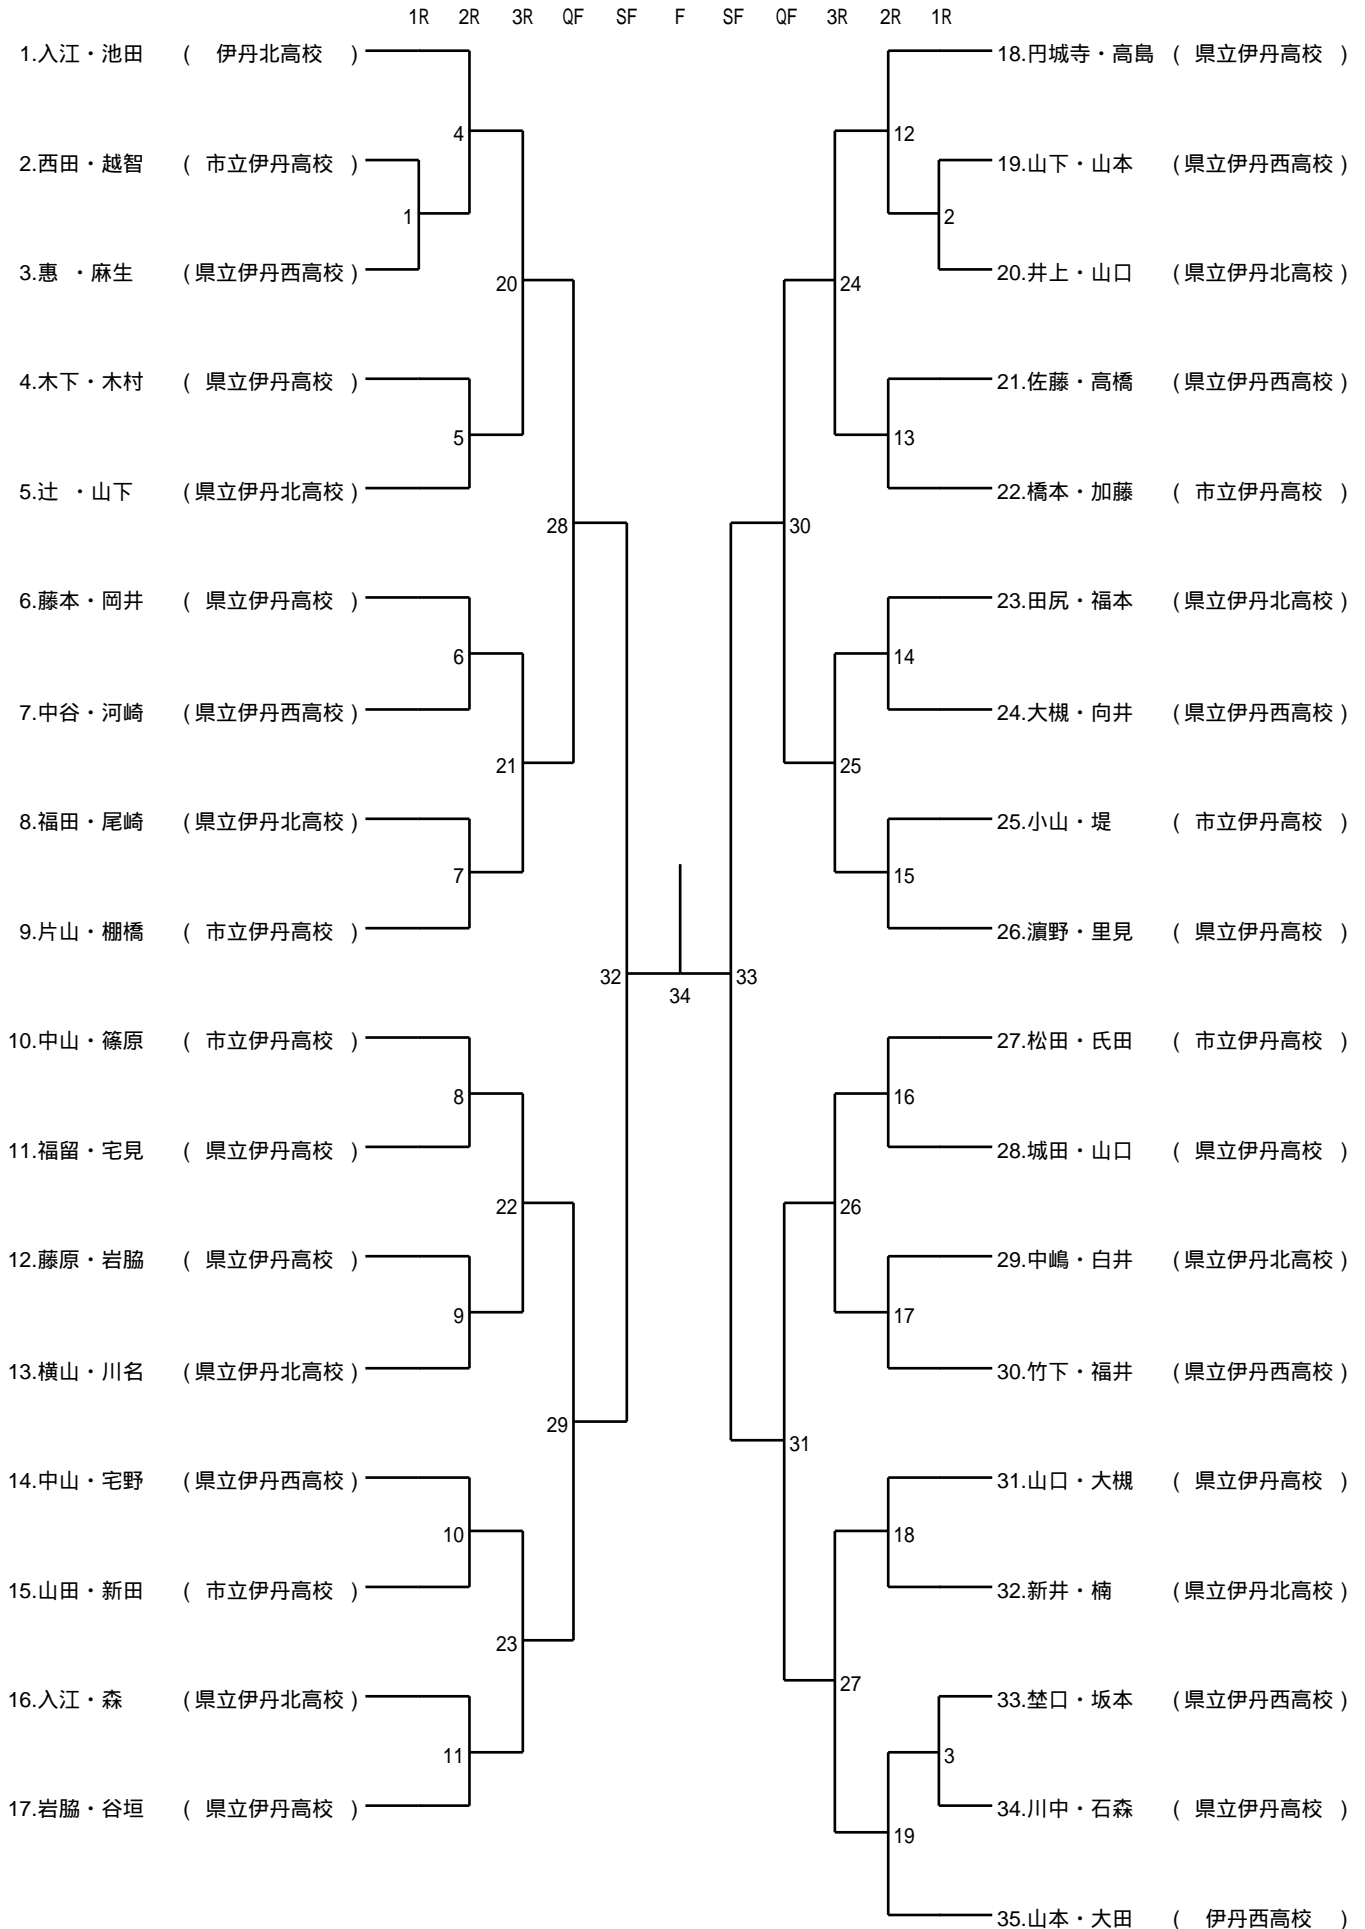 1R 2R 3R QF SF F SF QF 3R 2R 1R
1.入江・池田 ( 伊丹北高校 )
4
2.西田・越智 ( 市立伊丹高校 )
1
3.惠 ・麻生 (県立伊丹西高校)
20
4.木下・木村 ( 県立伊丹高校 )
5
5.辻 ・山下 (県立伊丹北高校)
28
6.藤本・岡井 ( 県立伊丹高校 )
6
7.中谷・河崎 (県立伊丹西高校)
21
8.福田・尾崎 (県立伊丹北高校)
7
9.片山・棚橋 ( 市立伊丹高校 )
32
10.中山・篠原 ( 市立伊丹高校 )
8
11.福留・宅見 ( 県立伊丹高校 )
22
12.藤原・岩脇 ( 県立伊丹高校 )
9
13.横山・川名 (県立伊丹北高校)
29
14.中山・宅野 (県立伊丹西高校)
10
15.山田・新田 ( 市立伊丹高校 )
23
16.入江・森 (県立伊丹北高校)
11
17.岩脇・谷垣 ( 県立伊丹高校 )
34
18.円城寺・高島 ( 県立伊丹高校 )
12
19.山下・山本 (県立伊丹西高校)
2
20.井上・山口 (県立伊丹北高校)
24
21.佐藤・高橋 (県立伊丹西高校)
13
22.橋本・加藤 ( 市立伊丹高校 )
30
23.田尻・福本 (県立伊丹北高校)
14
24.大槻・向井 (県立伊丹西高校)
25
25.小山・堤 ( 市立伊丹高校 )
15
26.濵野・里見 ( 県立伊丹高校 )
33
27.松田・氏田 ( 市立伊丹高校 )
16
28.城田・山口 ( 県立伊丹高校 )
26
29.中嶋・白井 (県立伊丹北高校)
17
30.竹下・福井 (県立伊丹西高校)
31
31.山口・大槻 ( 県立伊丹高校 )
18
32.新井・楠 (県立伊丹北高校)
27
33.埜口・坂本 (県立伊丹西高校)
3
34.川中・石森 ( 県立伊丹高校 )
19
35.山本・大田 ( 伊丹西高校 )